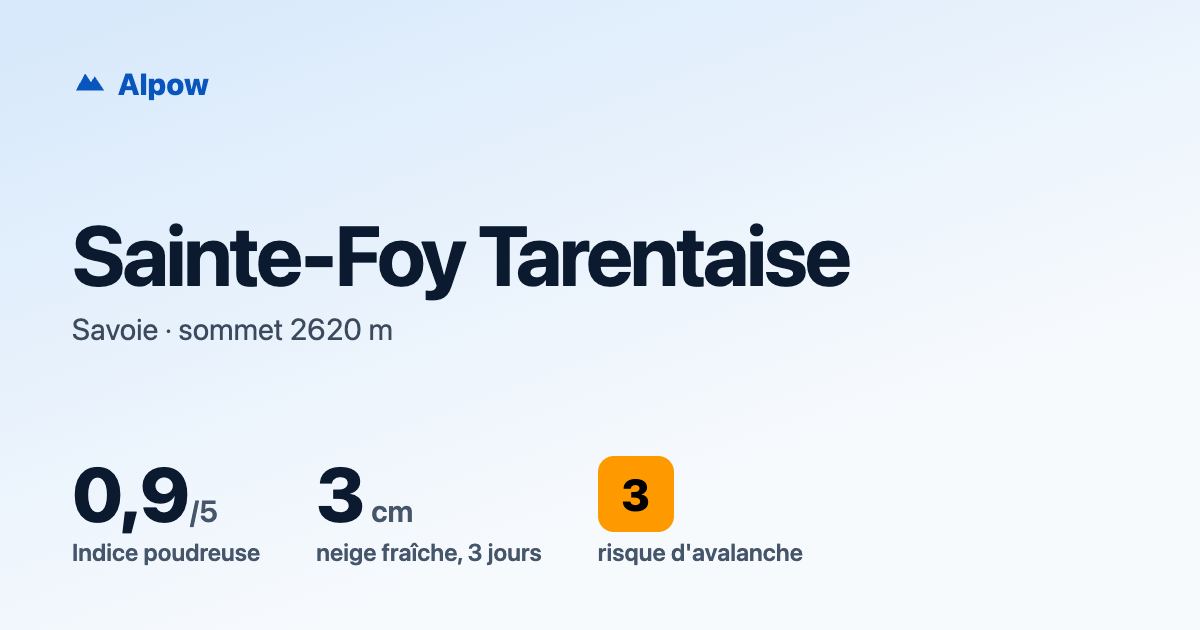 Alpow
Sainte-Foy Tarentaise
Savoie · sommet 2620 m
0,9/5
Indice poudreuse
3 cm
neige fraîche, 3 jours
3
risque d'avalanche